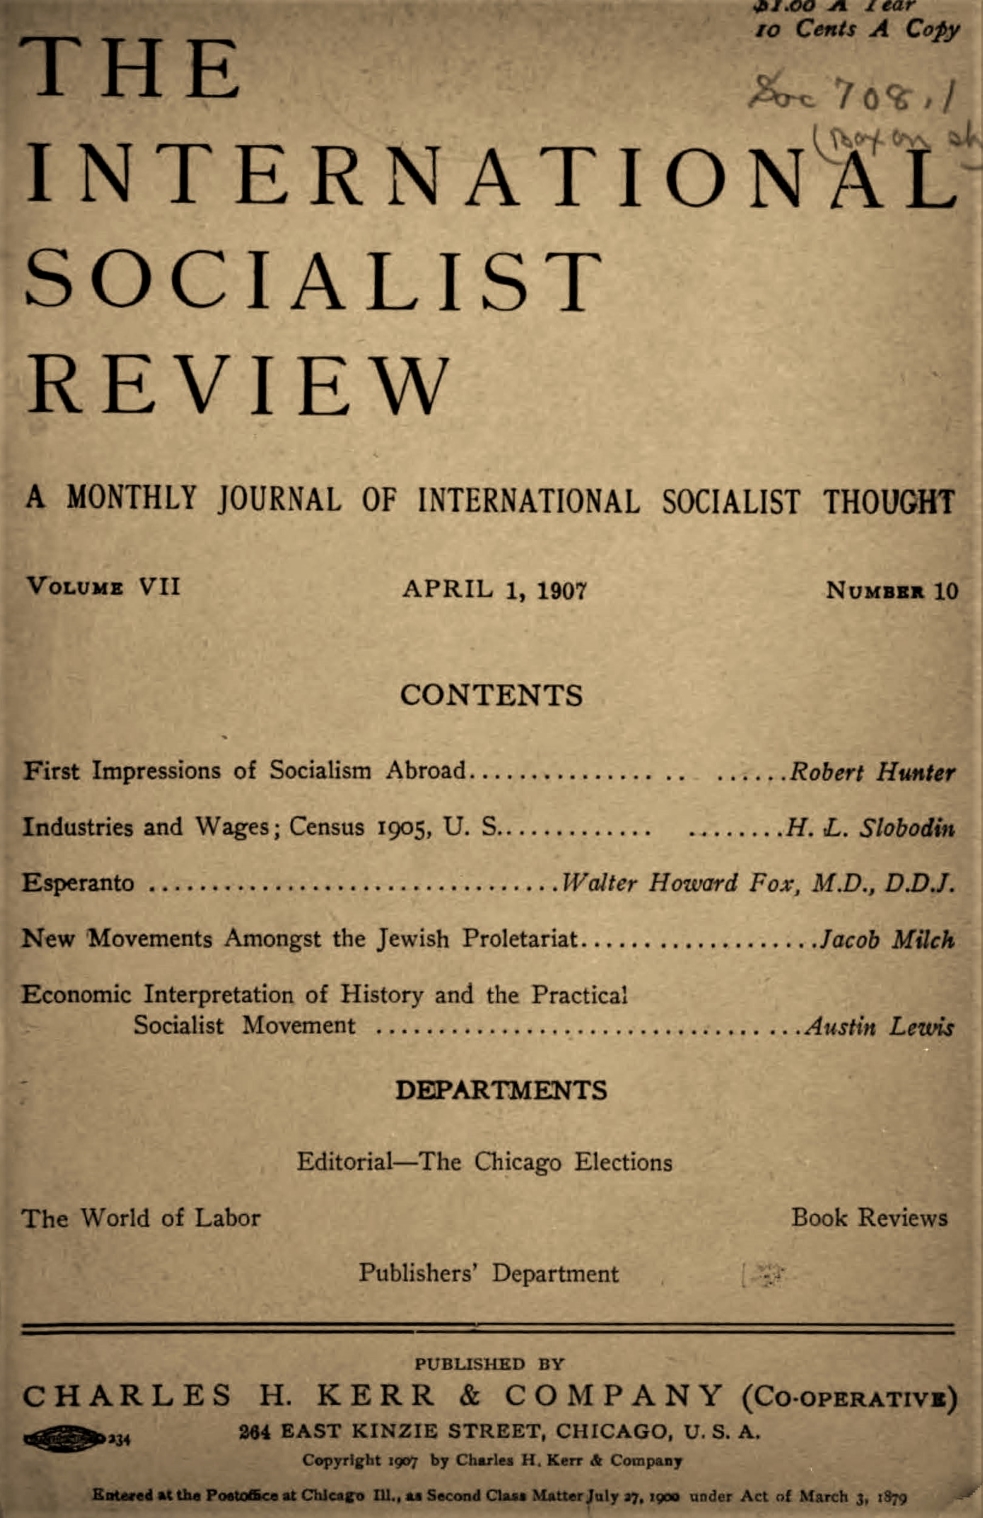 $1.00 A Year
10 Cents A Copy
Soc 708.1
THE
INTERNATIONAL
SOCIALIST
REVIEW
A MONTHLY JOURNAL OF INTERNATIONAL SOCIALIST THOUGHT
VOLUME VII APRIL 1, 1907 NUMBER 10
CONTENTS
First Impressions of Socialism Abroad................. .. ......Robert Hunter
Industries and Wages; Census 1905, U. S.............. ........H. L. Slobodin
Esperanto .................................Walter Howard Fox, M.D., D.D.J.
New Movements Amongst the Jewish Proletariat...................Jacob Milch
Economic Interpretation of History and the Practical
Socialist Movement ..................................Austin Lewis
DEPARTMENTS
Editorial—The Chicago Elections
The World of Labor Book Reviews
Publishers' Department
PUBLISHED BY
CHARLES H. KERR & COMPANY (CO-OPERATIVE)
264 EAST KINZIE STREET, CHICAGO, U. S. A.
234
Copyright 1907 by Charles H. Kerr & Company
Entered at the Postoffice at Chicago Ill., as Second Class Matter July 27, 1900 under Act of March 3, 1879